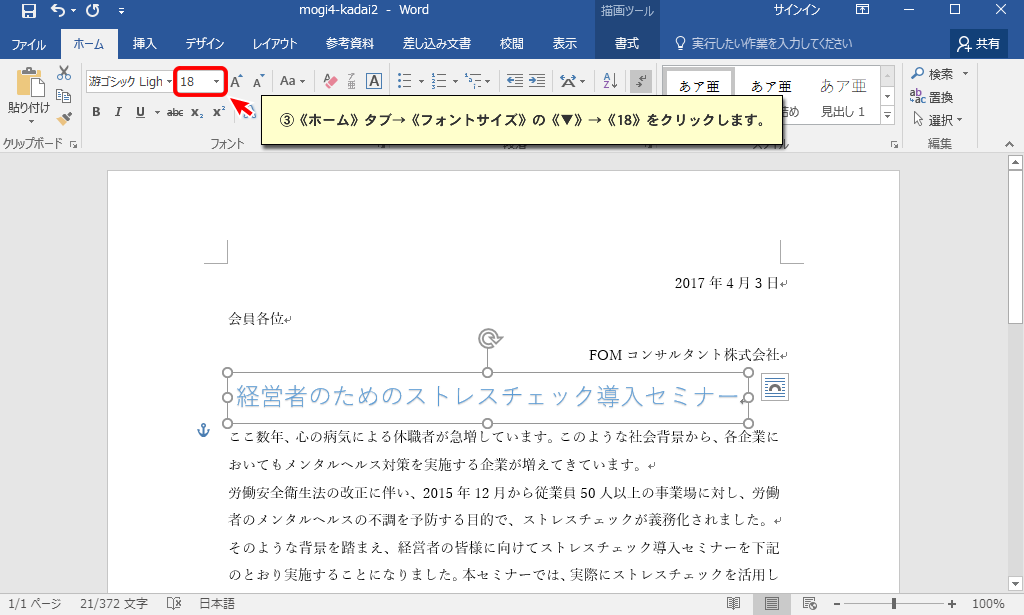 mogi4-kadai2 - Word
描画ツール
サインイン
ファイル ホーム 挿入 デザイン レイアウト 参考資料 差し込み文書 校閲 表示 書式 実行したい作業を入力してください 共有
游ゴシック Ligh 18 A A Aa A あア亜 あア亜 あア亜 検索
貼り付け B I U abc x₂ x² 見出し 1 置換
選択
③《ホーム》タブ→《フォントサイズ》の《▼》→《18》をクリックします。
クリップボード フォント 編集
2017 年 4 月 3 日
会員各位
FOM コンサルタント株式会社
経営者のためのストレスチェック導入セミナー
ここ数年、心の病気による休職者が急増しています。このような社会背景から、各企業に
おいてもメンタルヘルス対策を実施する企業が増えてきています。
労働安全衛生法の改正に伴い、2015 年 12 月から従業員 50 人以上の事業場に対し、労働
者のメンタルヘルスの不調を予防する目的で、ストレスチェックが義務化されました。
そのような背景を踏まえ、経営者の皆様に向けてストレスチェック導入セミナーを下記
のとおり実施することになりました。本セミナーでは、実際にストレスチェックを活用し
1/1 ページ 21/372 文字 日本語 100%